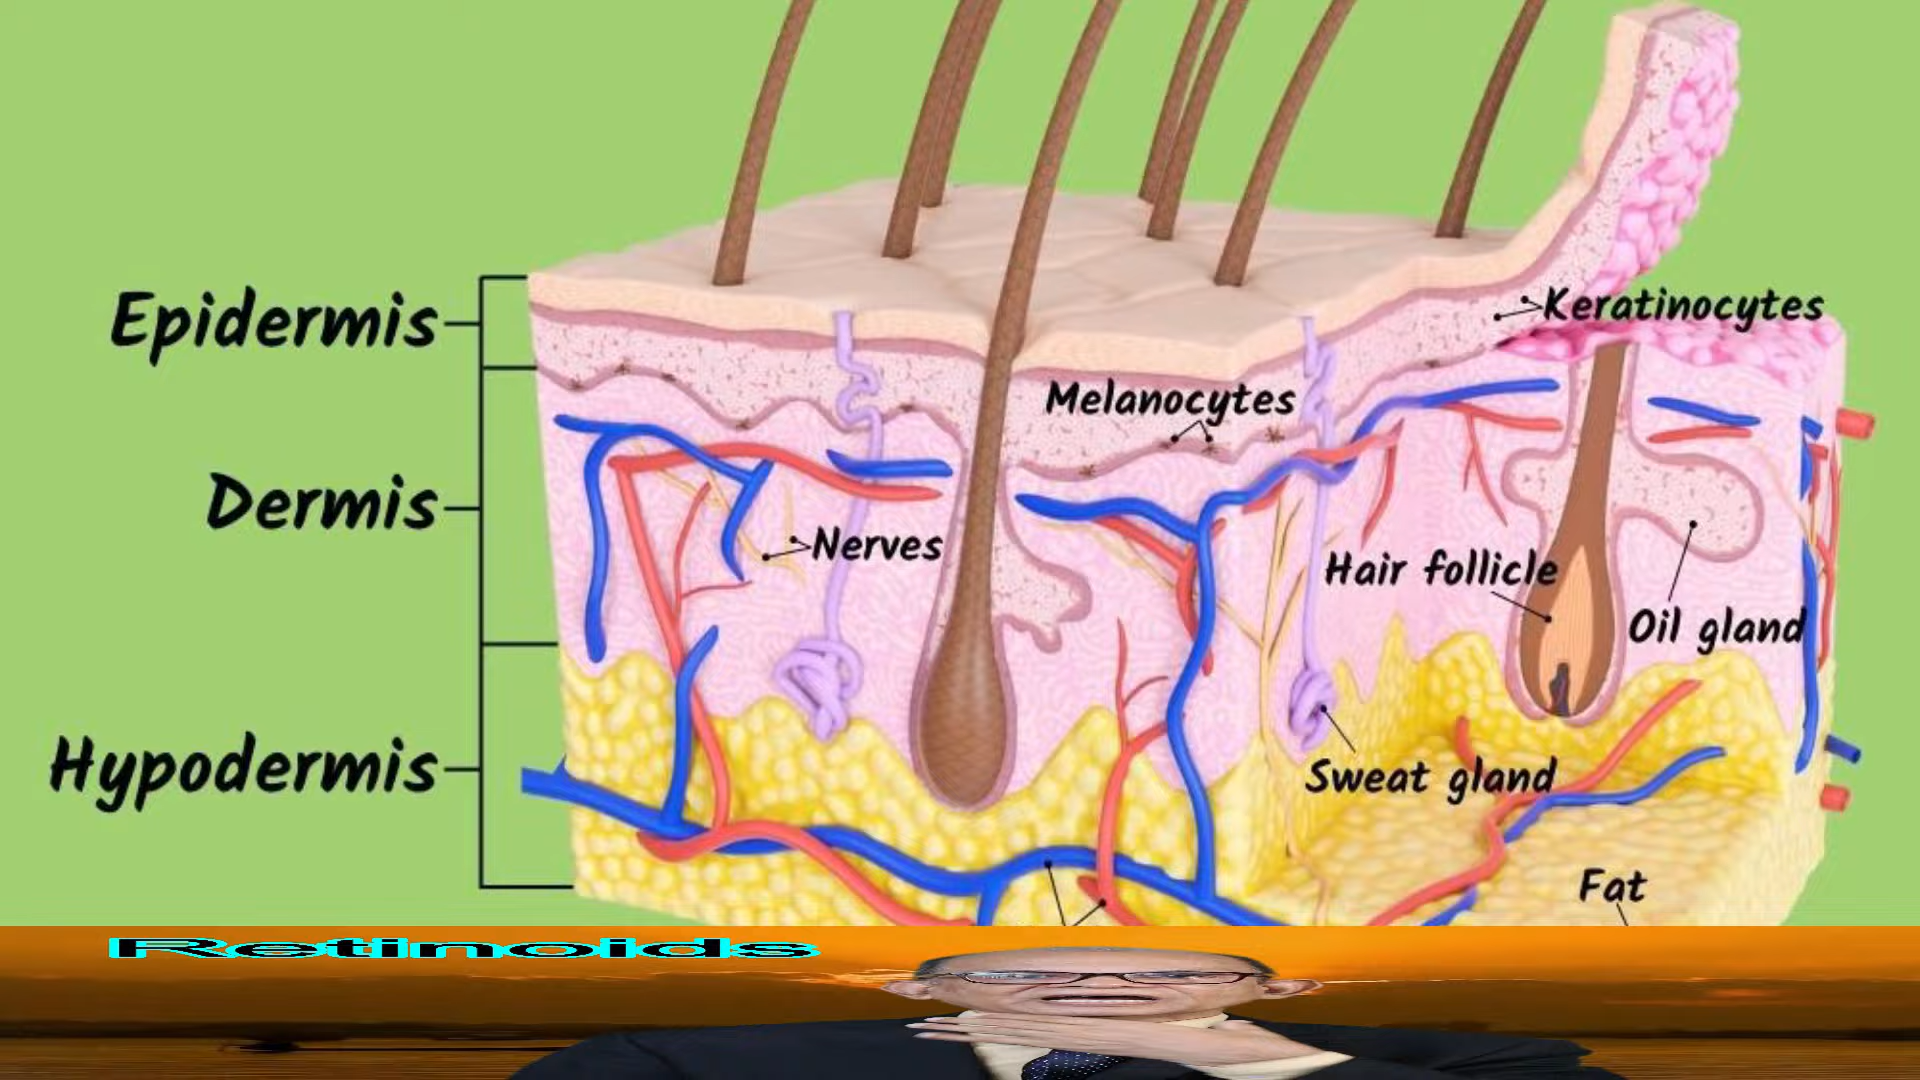 Epidermis
Keratinocytes
Melanocytes
Dermis
Nerves
Hair follicle
Oil gland
Hypodermis
Sweat gland
Fat
Retinoids